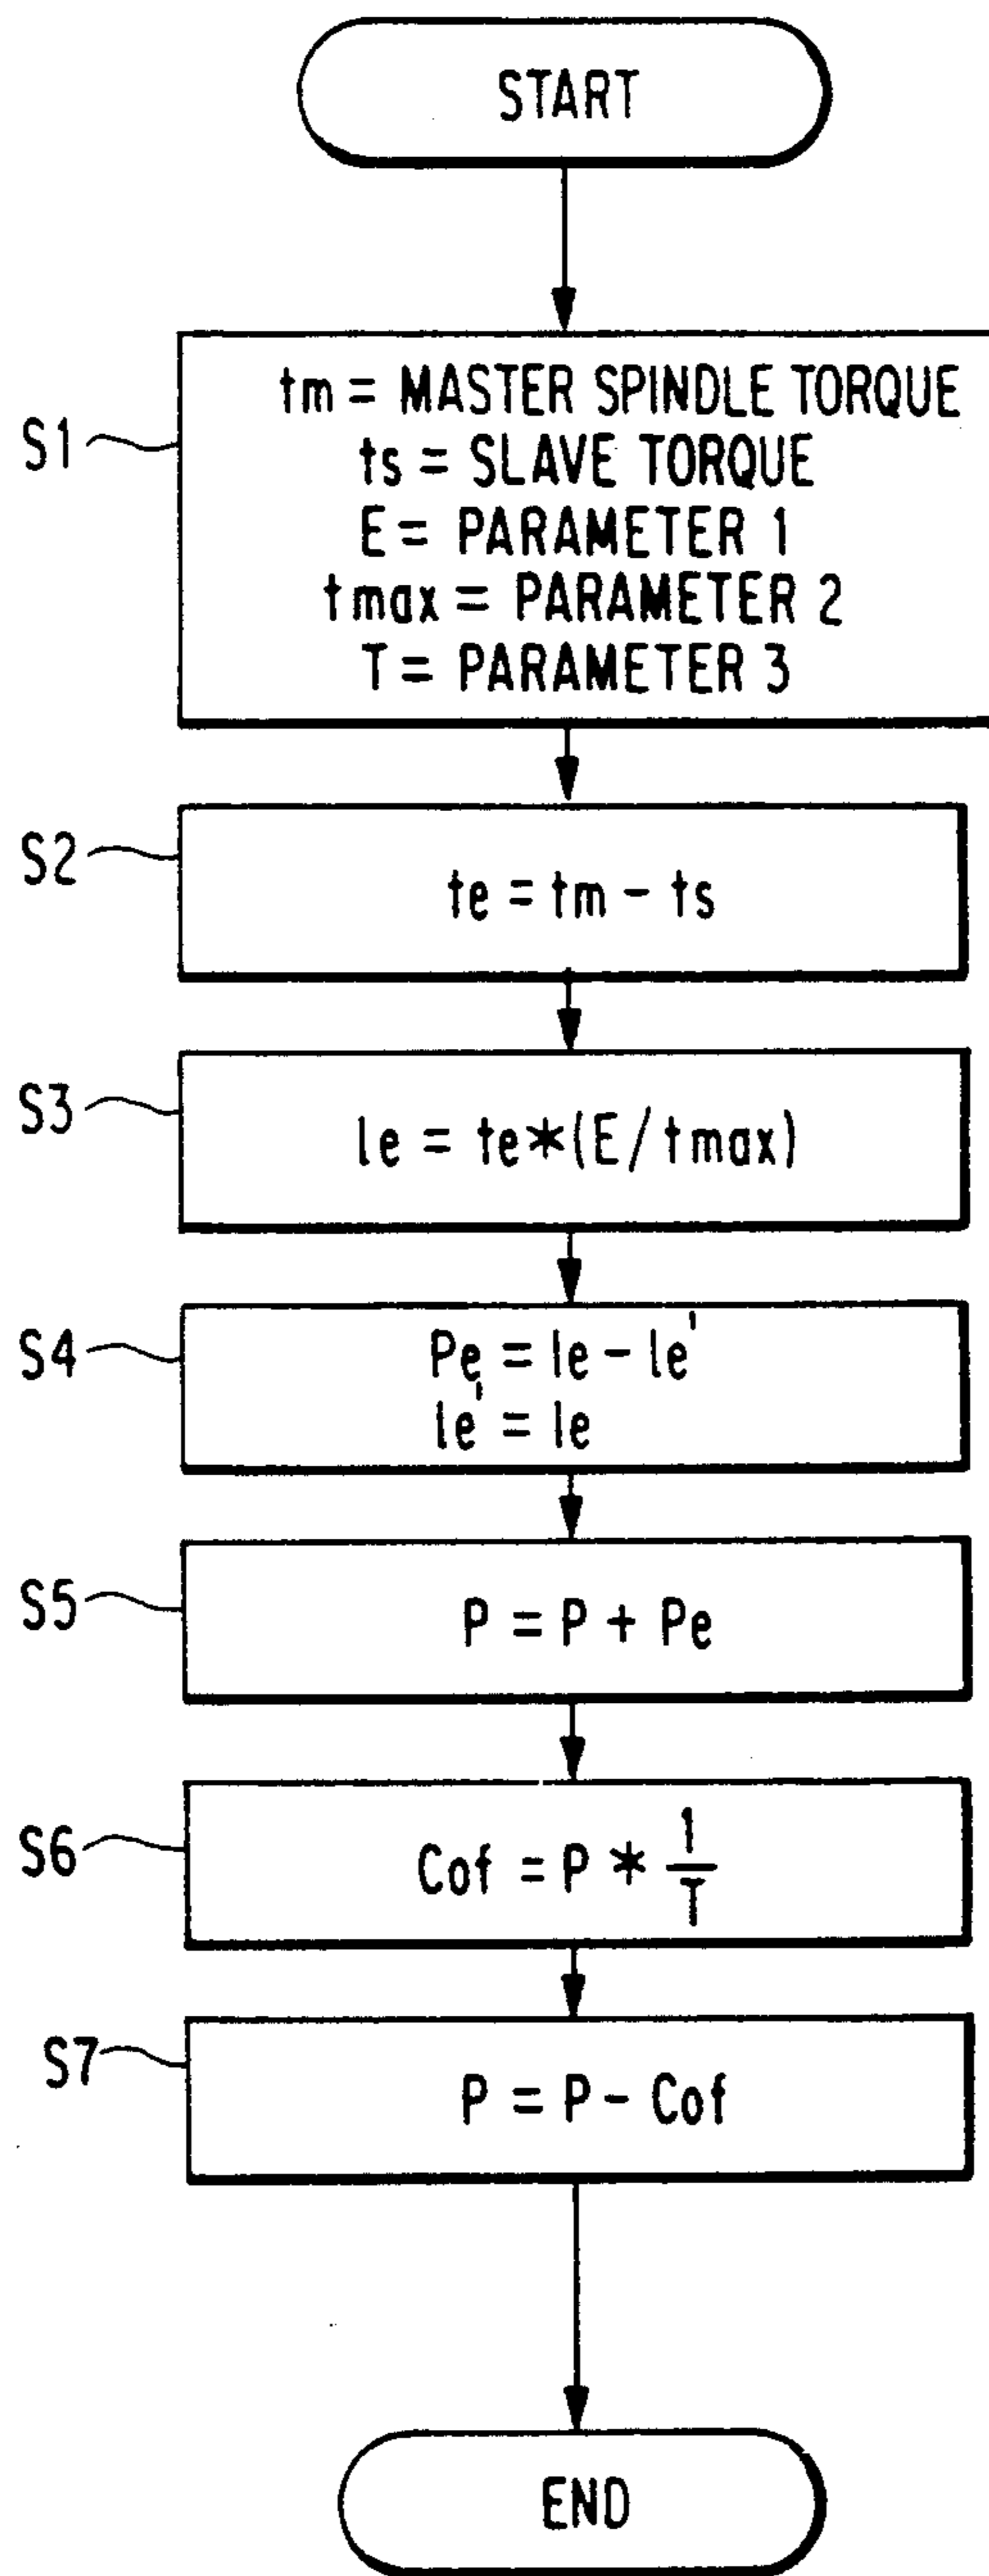 START
S1
tm = MASTER SPINDLE TORQUE
ts = SLAVE TORQUE
E = PARAMETER 1
tmax = PARAMETER 2
T = PARAMETER 3
S2
te = tm - ts
S3
le = te*(E/tmax)
S4
Pe = le - le'
le' = le
S5
P = P + Pe
S6
Cof = P * 1/T
S7
P = P - Cof
END